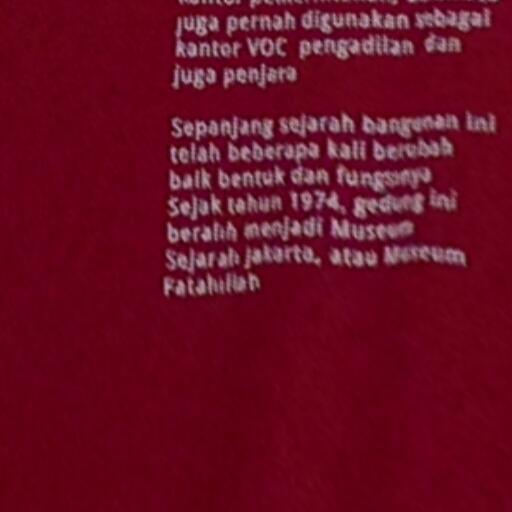 juga pernah digunakan sebagai
kantor VOC pengadilan dan
juga penjara
Sepanjang sejarah bangunan ini
telah beberapa kali berubah
baik bentuk dan fungsinya
Sejak tahun 1974, gedung ini
beralih menjadi Museum
Sejarah Jakarta, atau Museum
Fatahillah